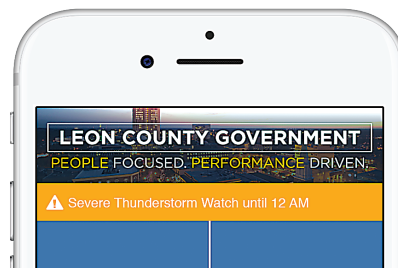 LEON COUNTY GOVERNMENT
PEOPLE FOCUSED. PERFORMANCE DRIVEN.
Severe Thunderstorm Watch until 12 AM